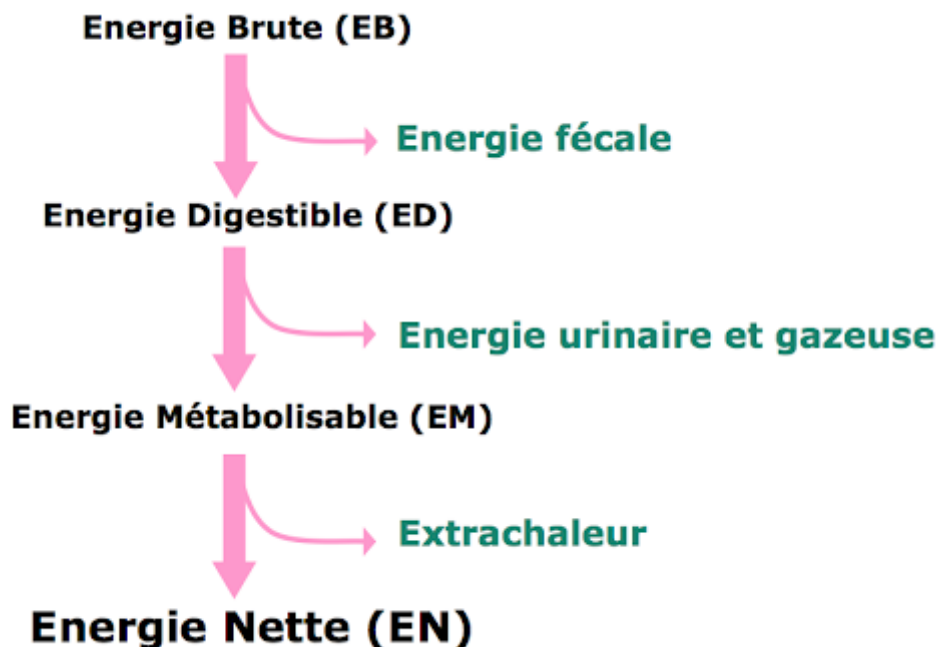 Energie Brute (EB)
Energie fécale
Energie Digestible (ED)
Energie urinaire et gazeuse
Energie Métabolisable (EM)
Extrachaleur
Energie Nette (EN)